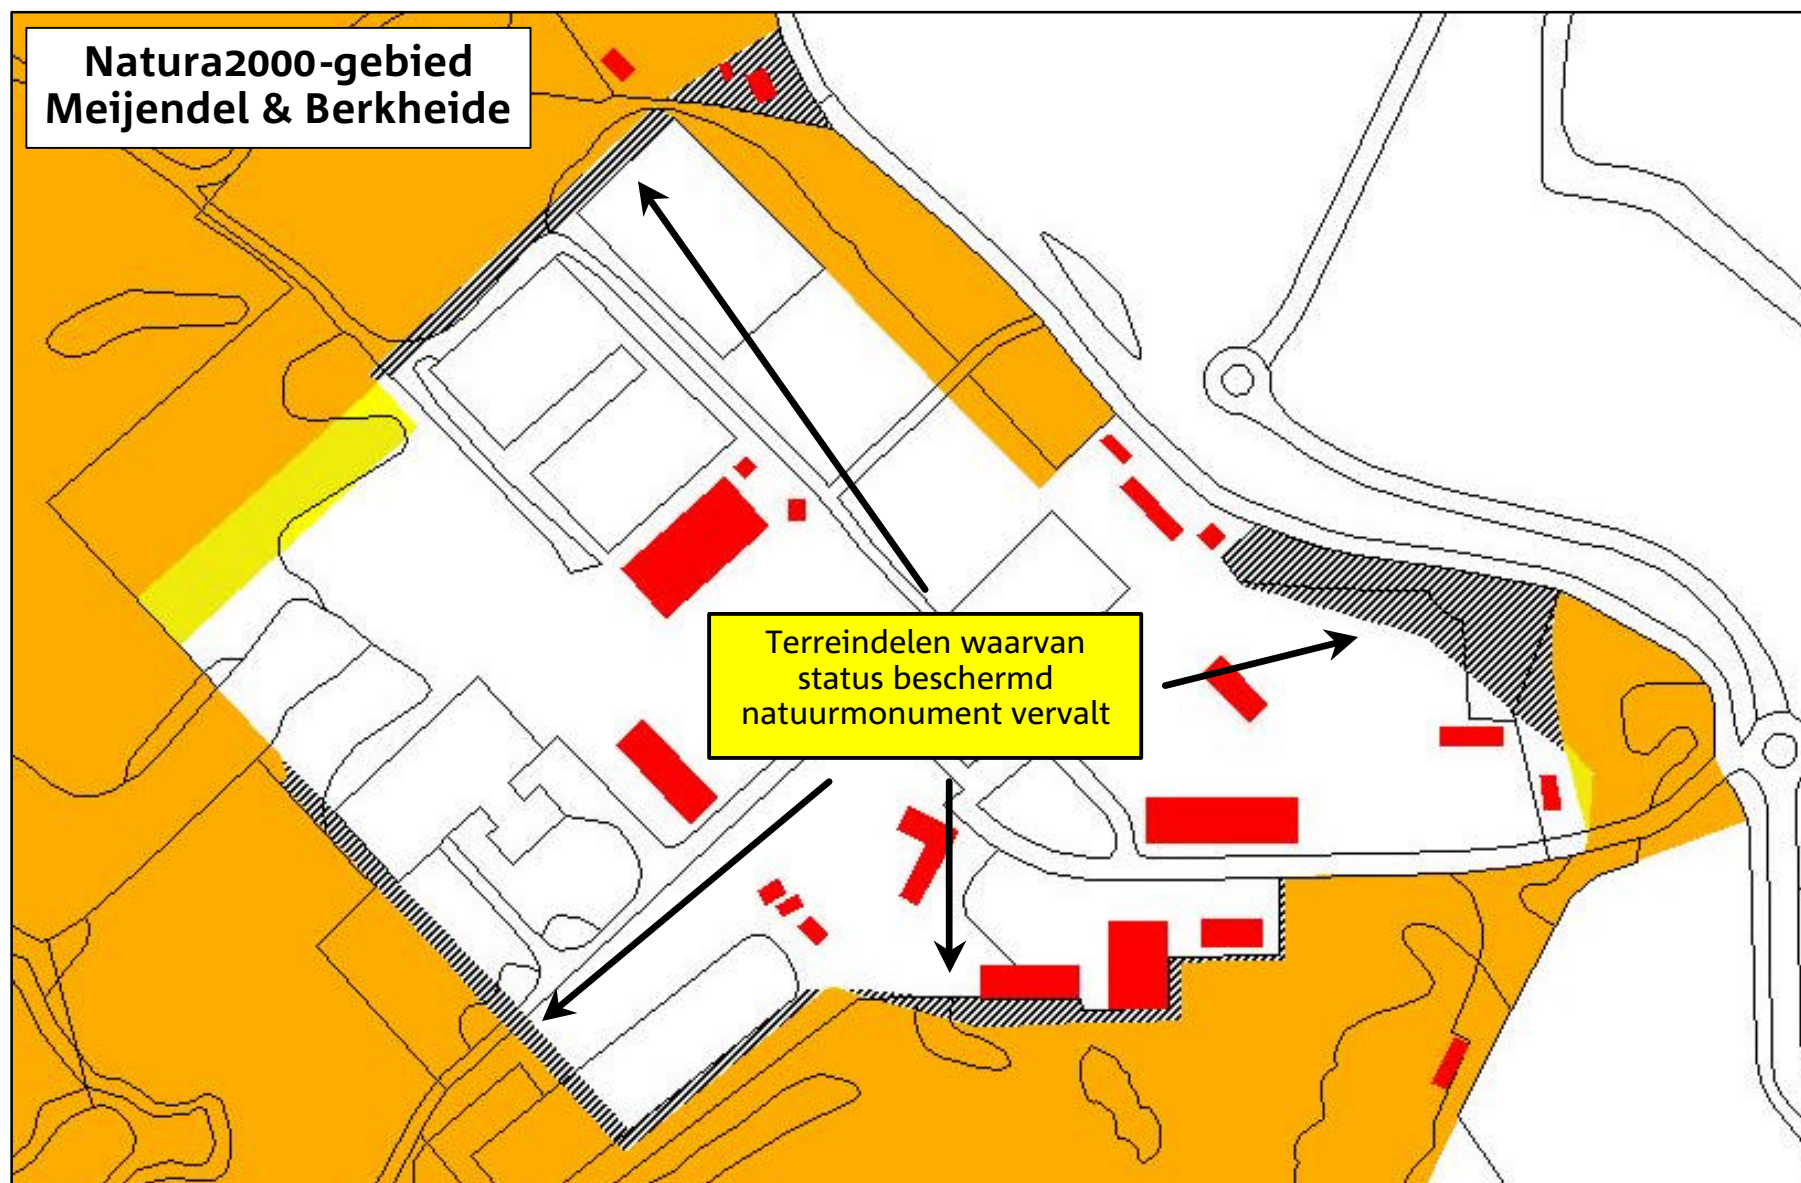 Natura2000-gebied
Meijendel & Berkheide
Terreindelen waarvan
status beschermd
natuurmonument vervalt